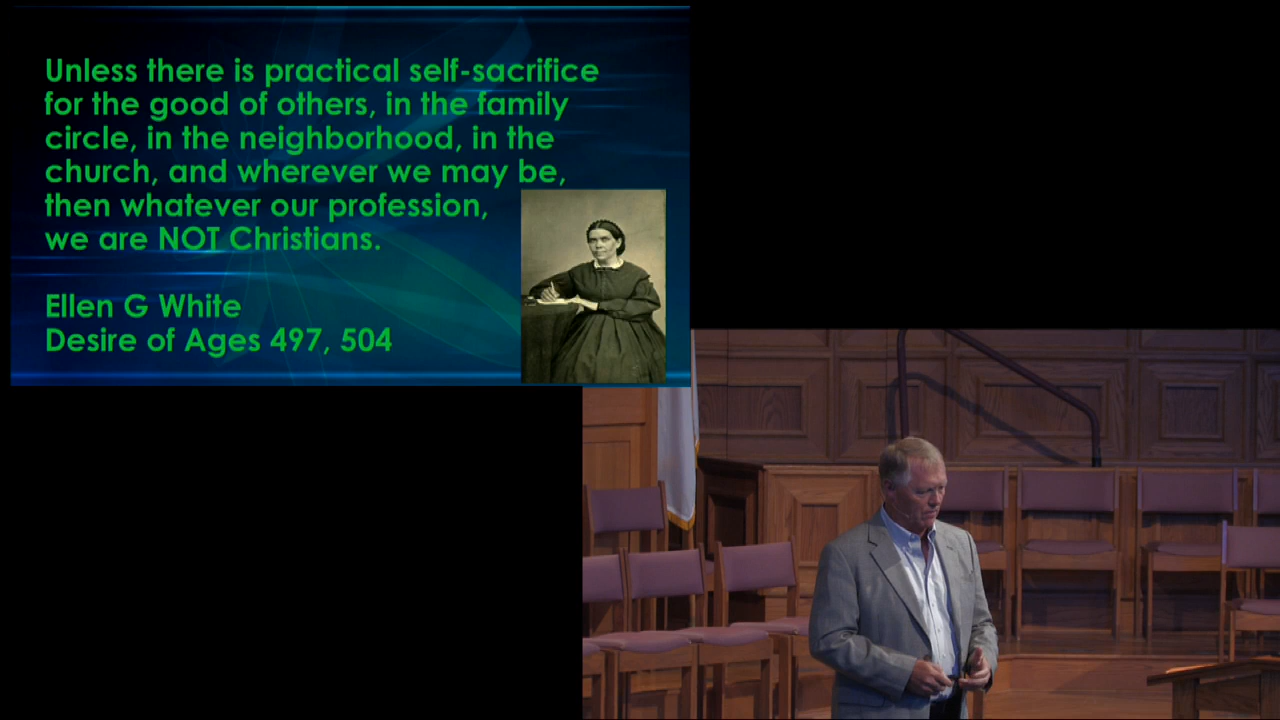 Unless there is practical self-sacrifice
for the good of others, in the family
circle, in the neighborhood, in the
church, and wherever we may be,
then whatever our profession,
we are NOT Christians.
Ellen G White
Desire of Ages 497, 504